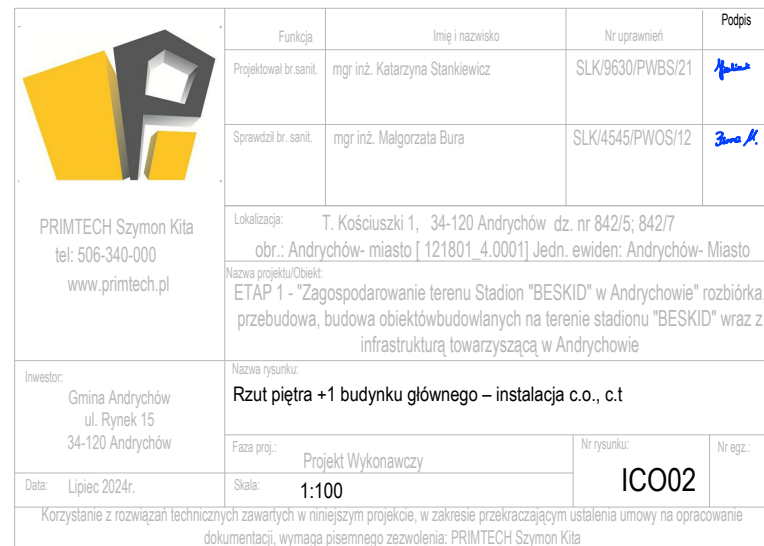 Funkcja
Imię i nazwisko
Nr uprawnień
Podpis
Projektował br.sanit.
mgr inż. Katarzyna Stankiewicz
SLK/9630/PWBS/21
Sprawdził br. sanit.
mgr inż. Małgorzata Bura
SLK/4545/PWOS/12
Bura M.
PRIMTECH Szymon Kita
tel: 506-340-000
www.primtech.pl
Lokalizacja:
T. Kościuszki 1, 34-120 Andrychów dz. nr 842/5; 842/7
obr.: Andrychów- miasto [ 121801_4.0001] Jedn. ewiden: Andrychów- Miasto
Nazwa projektu/Obiekt:
ETAP 1 - "Zagospodarowanie terenu Stadion "BESKID" w Andrychowie" rozbiórka,
przebudowa, budowa obiektówbudowlanych na terenie stadionu "BESKID" wraz z
infrastrukturą towarzyszącą w Andrychowie
Inwestor:
Gmina Andrychów
ul. Rynek 15
34-120 Andrychów
Nazwa rysunku:
Rzut piętra +1 budynku głównego – instalacja c.o., c.t
Faza proj.:
Projekt Wykonawczy
Nr rysunku:
ICO02
Nr egz.:
Data: Lipiec 2024r.
Skala: 1:100
Korzystanie z rozwiązań technicznych zawartych w niniejszym projekcie, w zakresie przekraczającym ustalenia umowy na opracowanie
dokumentacji, wymaga pisemnego zezwolenia: PRIMTECH Szymon Kita